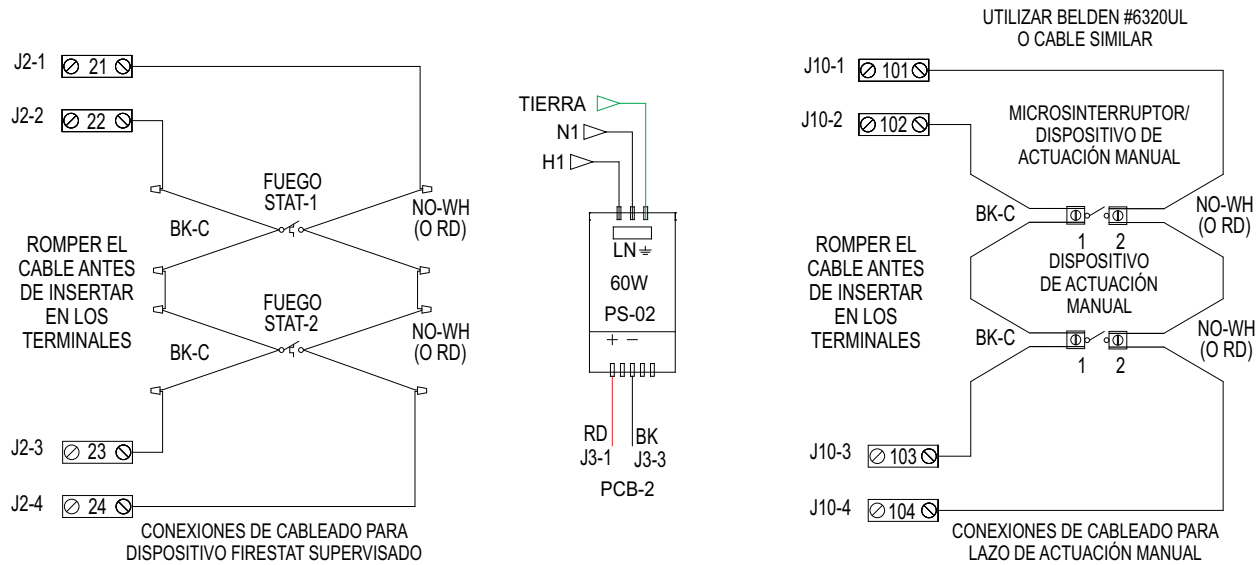 J2-1
21
J2-2
22
FUEGO
STAT-1
BK-C
NO-WH
(O RD)
ROMPER EL
CABLE ANTES
DE INSERTAR
EN LOS
TERMINALES
FUEGO
STAT-2
BK-C
NO-WH
(O RD)
J2-3
23
J2-4
24
CONEXIONES DE CABLEADO PARA
DISPOSITIVO FIRESTAT SUPERVISADO
TIERRA
N1
H1
LN
60W
PS-02
+ −
RD
BK
J3-1
J3-3
PCB-2
UTILIZAR BELDEN #6320UL
O CABLE SIMILAR
J10-1
101
J10-2
102
MICROSINTERRUPTOR/
DISPOSITIVO DE
ACTUACIÓN MANUAL
BK-C
NO-WH
(O RD)
1 2
ROMPER EL
CABLE ANTES
DE INSERTAR
EN LOS
TERMINALES
DISPOSITIVO
DE ACTUACIÓN
MANUAL
BK-C
NO-WH
(O RD)
1 2
J10-3
103
J10-4
104
CONEXIONES DE CABLEADO PARA
LAZO DE ACTUACIÓN MANUAL